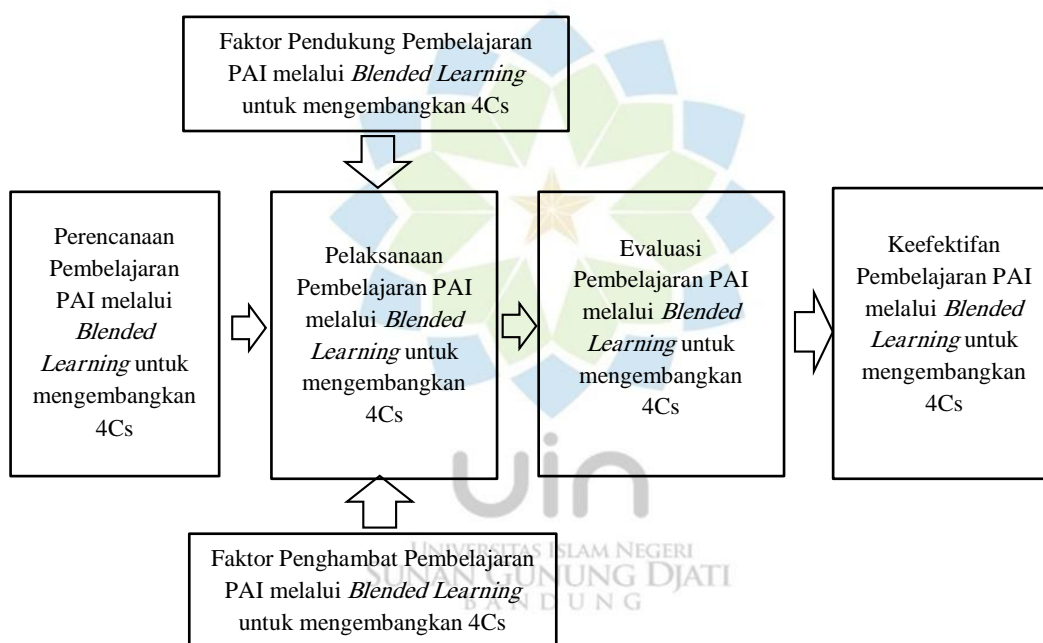 Faktor Pendukung Pembelajaran
PAI melalui Blended Learning
untuk mengembangkan 4Cs
Perencanaan
Pembelajaran
PAI melalui
Blended
Learning untuk
mengembangkan
4Cs
Pelaksanaan
Pembelajaran PAI
melalui Blended
Learning untuk
mengembangkan
4Cs
Evaluasi
Pembelajaran PAI
melalui Blended
Learning untuk
mengembangkan
4Cs
Keefektifan
Pembelajaran PAI
melalui Blended
Learning untuk
mengembangkan
4Cs
Faktor Penghambat Pembelajaran
PAI melalui Blended Learning
untuk mengembangkan 4Cs
uin
UNIVERSITAS ISLAM NEGERI
SUNAN GUNUNG DJATI
BANDUNG